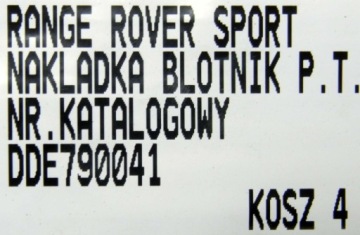 RANGE ROVER SPORT
NAKLADKA BLOTNIK P.T.
NR.KATALOGOWY
DDE790041
KOSZ 4